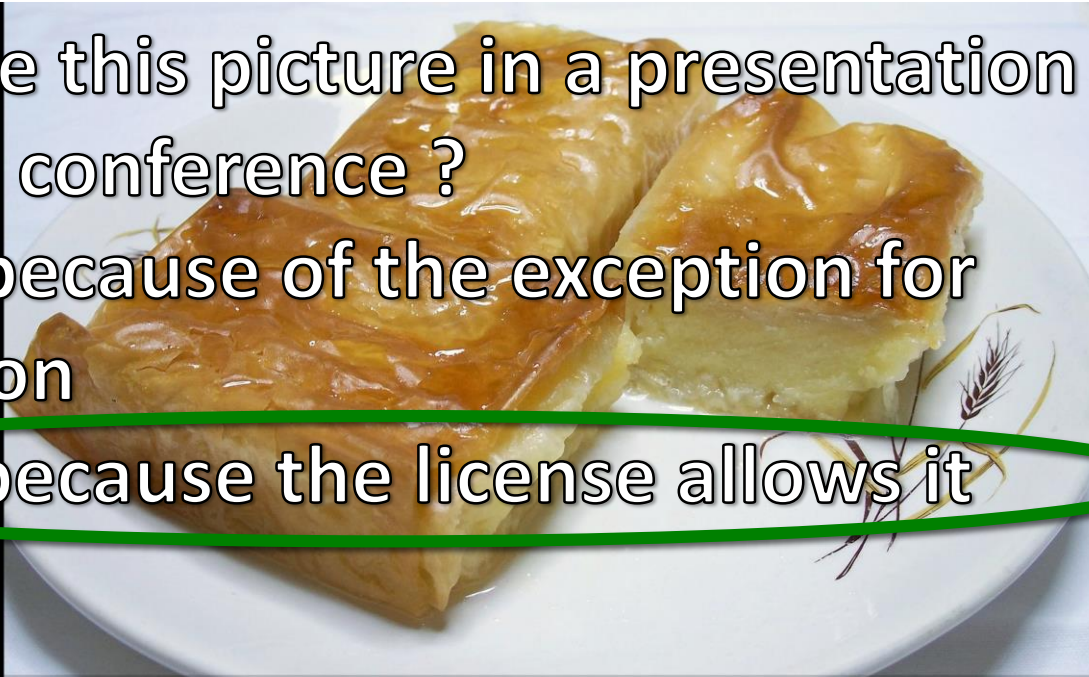 e this picture in a presentation
conference ?
because of the exception for
on
because the license allows it